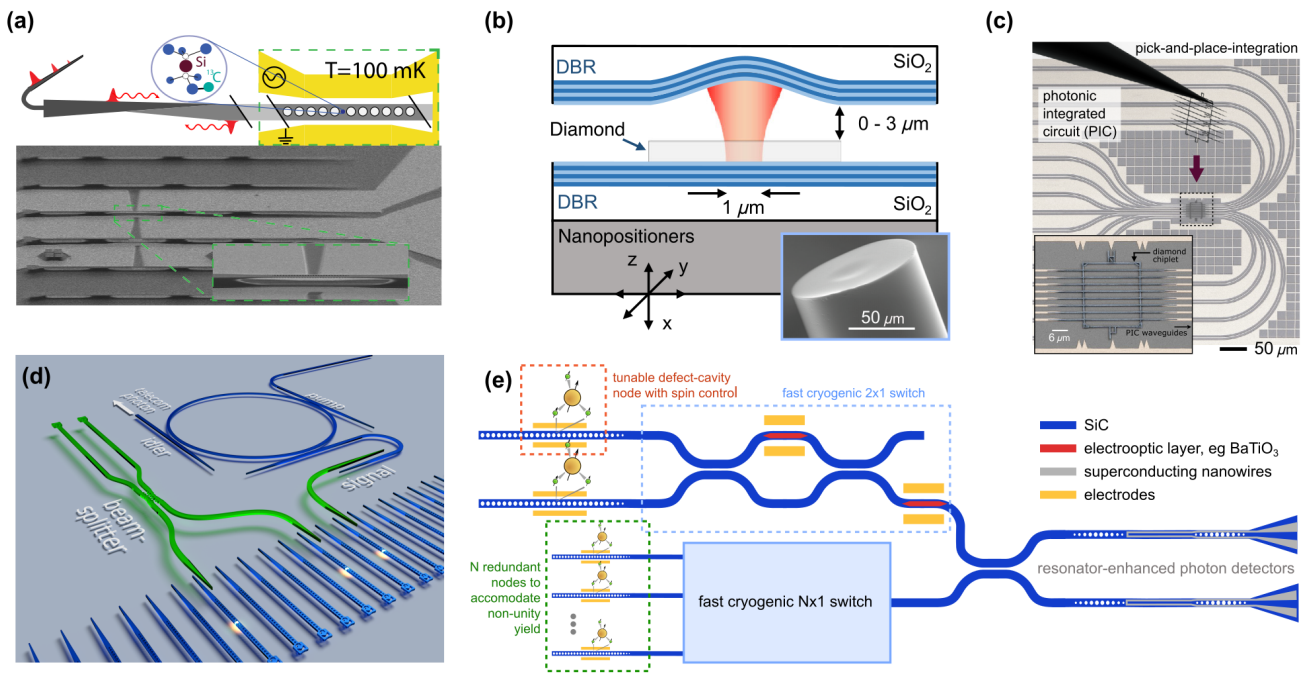 (a)
Si
13C
T=100 mK
(b)
DBR
SiO2
Diamond
0 - 3 µm
1 µm
DBR
SiO2
Nanopositioners
z
y
x
50 µm
(c)
pick-and-place-integration
photonic
integrated
circuit (PIC)
diamond
chiplet
6 µm
PIC waveguides
50 µm
(d)
telecom
photon
pump
idler
signal
beam-
splitter
(e)
tunable defect-cavity
node with spin control
fast cryogenic 2x1 switch
SiC
electrooptic layer, eg BaTiO3
superconducting nanowires
electrodes
N redundant
nodes to
accomodate
non-unity
yield
fast cryogenic Nx1 switch
resonator-enhanced photon detectors